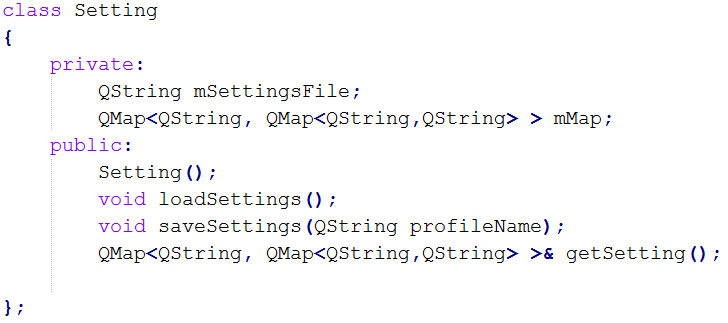 class Setting
{
    private:
        QString mSettingsFile;
        QMap<QString, QMap<QString,QString> > mMap;
    public:
        Setting();
        void loadSettings();
        void saveSettings(QString profileName);
        QMap<QString, QMap<QString,QString> >& getSetting();
};